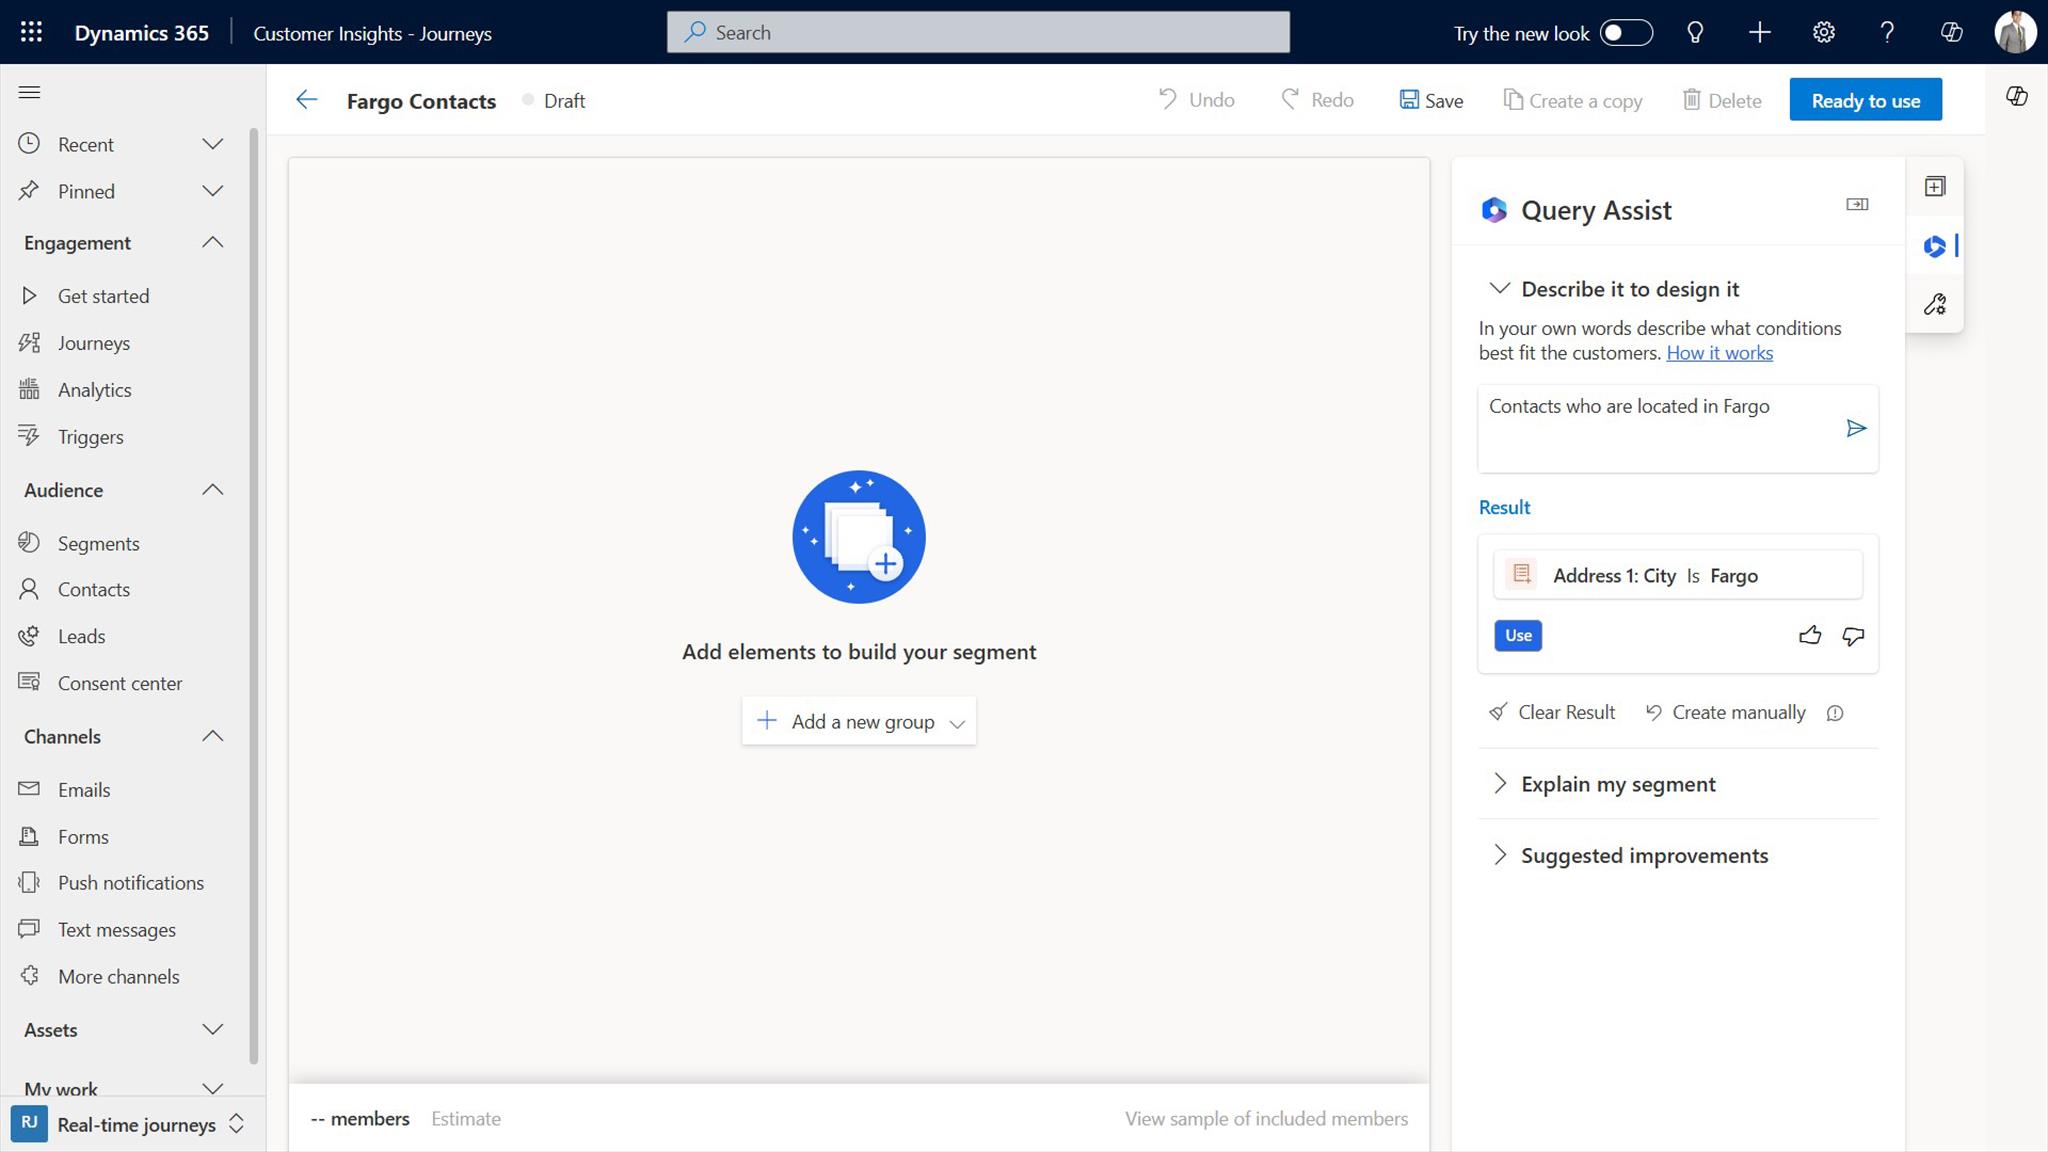 Dynamics 365
Customer Insights - Journeys
Search
Try the new look
Recent
Pinned
Engagement
Get started
Journeys
Analytics
Triggers
Audience
Segments
Contacts
Leads
Consent center
Channels
Emails
Forms
Push notifications
Text messages
More channels
Assets
My work
RJ
Real-time journeys
Fargo Contacts
Draft
Undo
Redo
Save
Create a copy
Delete
Ready to use
Add elements to build your segment
Add a new group
-- members
Estimate
View sample of included members
Query Assist
Describe it to design it
In your own words describe what conditions
best fit the customers. How it works
Contacts who are located in Fargo
Result
Address 1: City Is Fargo
Use
Clear Result
Create manually
Explain my segment
Suggested improvements